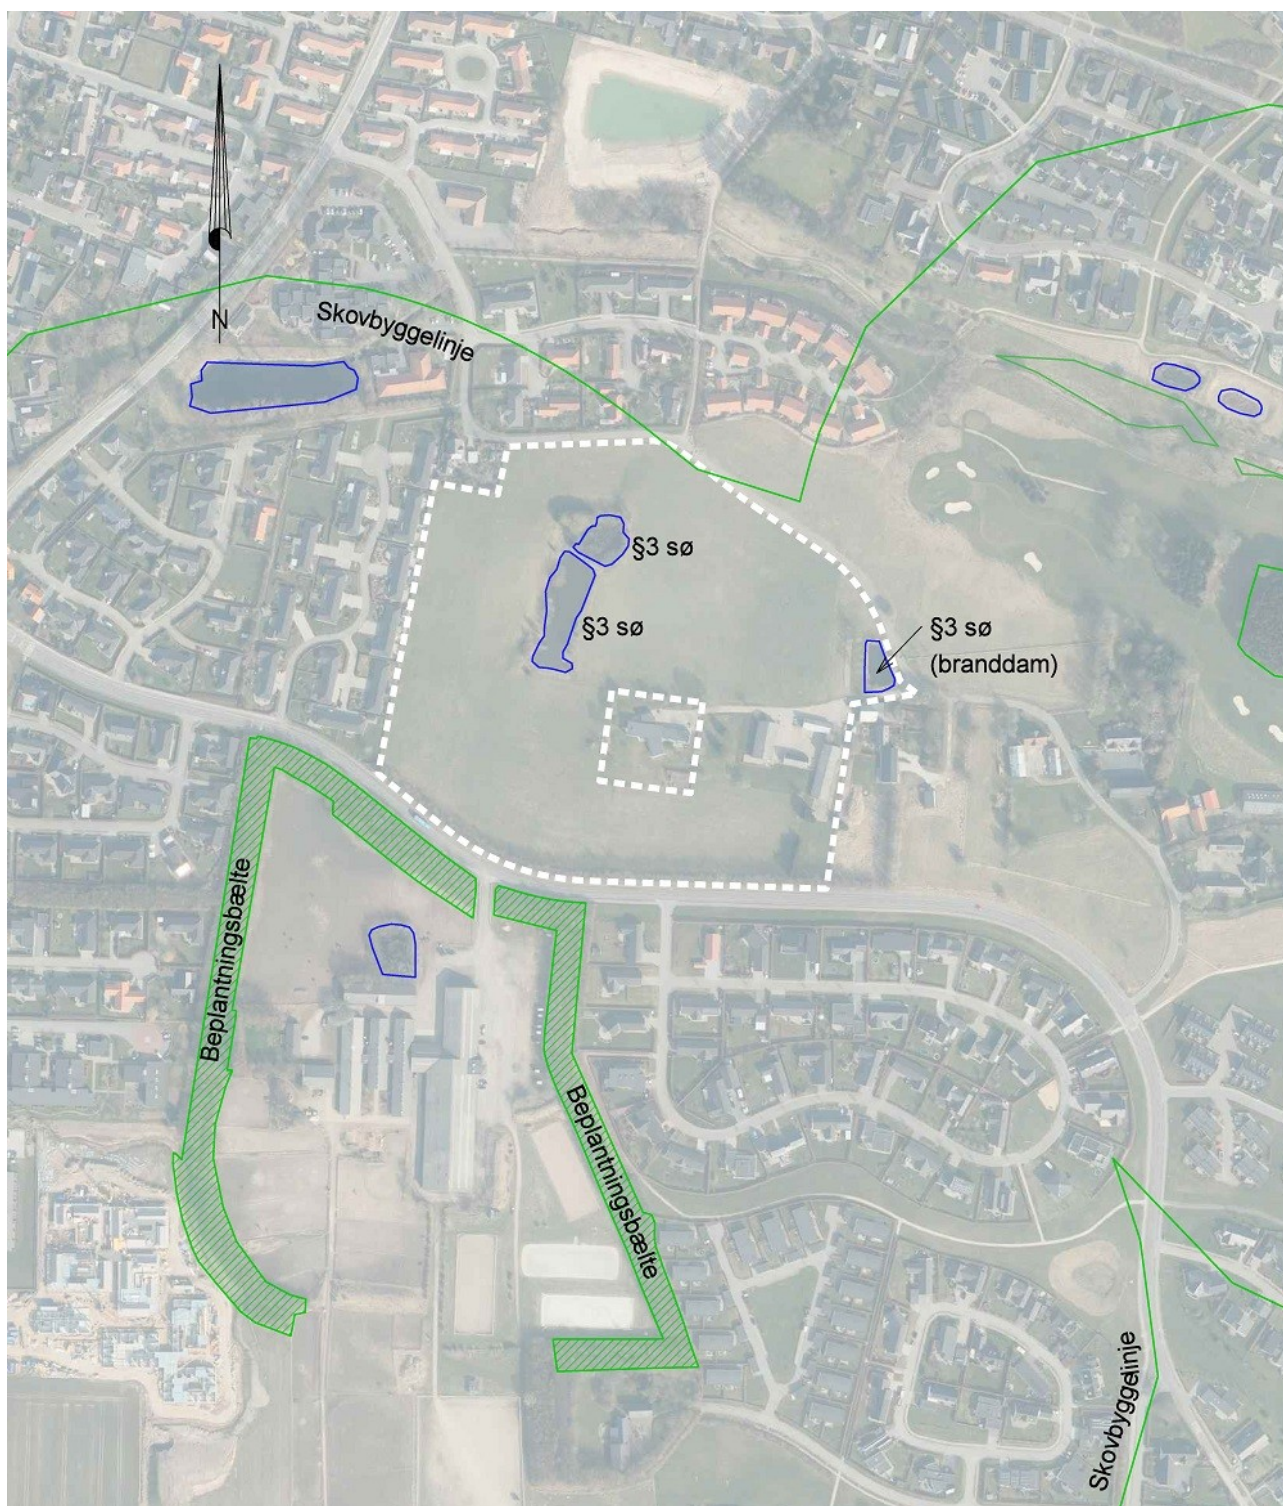 N
Skovbyggelinje
§3 sø
§3 sø
§3 sø
(branddam)
Beplantningsbælte
Beplantningsbælte
Skovbyggelinje